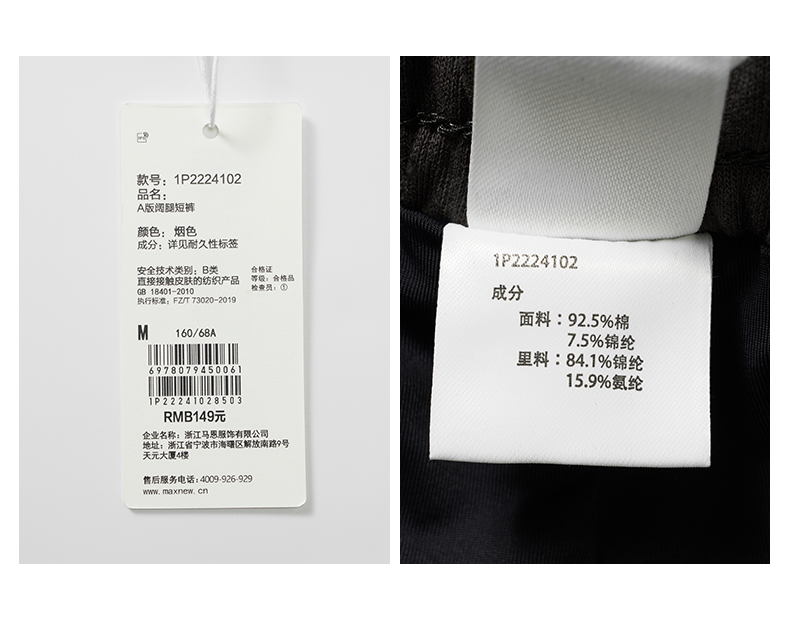 款号：1P2224102
品名：
A版阔腿短裤
颜色：烟色
成分：详见耐久性标签
安全技术类别：B类
直接接触皮肤的纺织产品
GB 18401-2010
执行标准：FZ/T 73020-2019
合格证
等级：合格品
检查员：①
M 160/68A
6978079450061
1P22241028503
RMB149元
企业名称：浙江马恩服饰有限公司
地址：浙江省宁波市海曙区解放南路9号
天元大厦4楼
售后服务电话：4009-926-929
www.maxnew.cn
1P2224102
成分
面料：92.5%棉
7.5%锦纶
里料：84.1%锦纶
15.9%氨纶